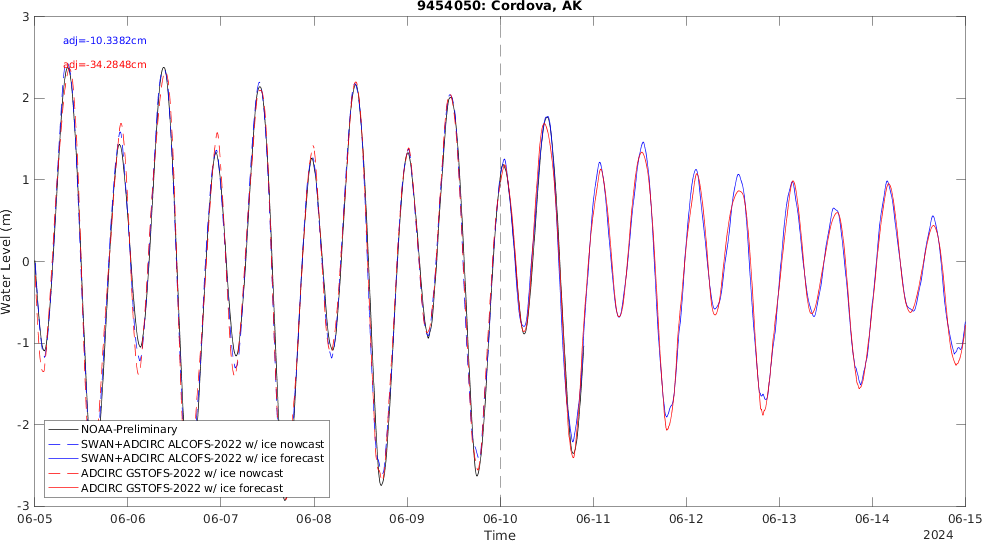 9454050: Cordova, AK
adj=-10.3382cm
adj=-34.2848cm
Water Level (m)
3
2
1
0
-1
-2
-3
NOAA-Preliminary
SWAN+ADCIRC ALCOFS-2022 w/ ice nowcast
SWAN+ADCIRC ALCOFS-2022 w/ ice forecast
ADCIRC GSTOFS-2022 w/ ice nowcast
ADCIRC GSTOFS-2022 w/ ice forecast
06-05 06-06 06-07 06-08 06-09 06-10 06-11 06-12 06-13 06-14 06-15
Time
2024